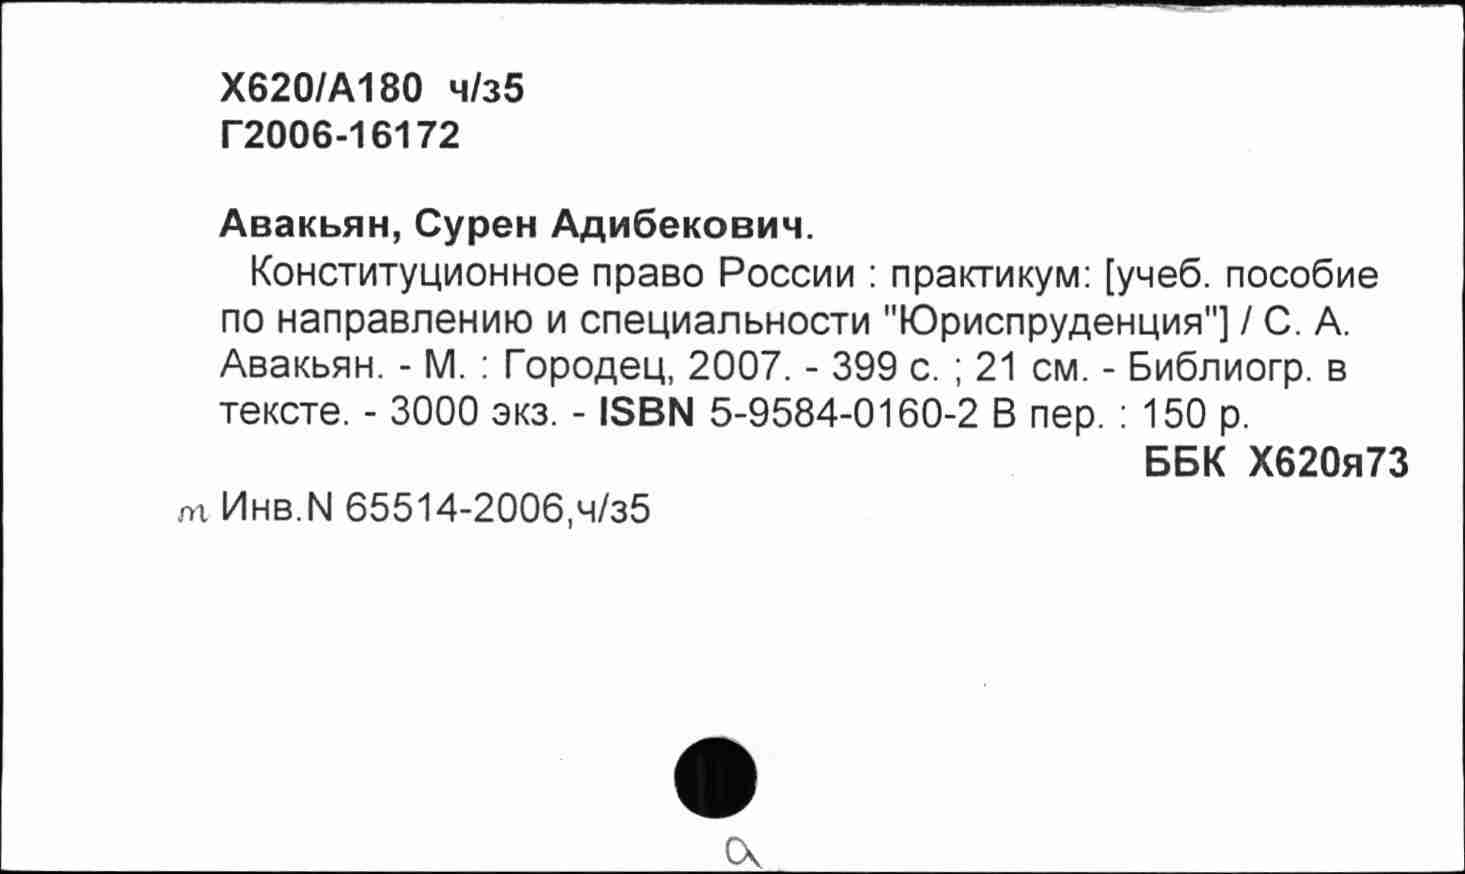 Х620/А180 ч/з5
Г2006-16172
Авакьян, Сурен Адибекович.
Конституционное право России : практикум: [учеб. пособие
по направлению и специальности "Юриспруденция"] / С. А.
Авакьян. - М. : Городец, 2007. - 399 с. ; 21 см. - Библиогр. в
тексте. - 3000 экз. - ISBN 5-9584-0160-2 В пер. : 150 р.
ББК Х620я73
т Инв.N 65514-2006,ч/з5
а